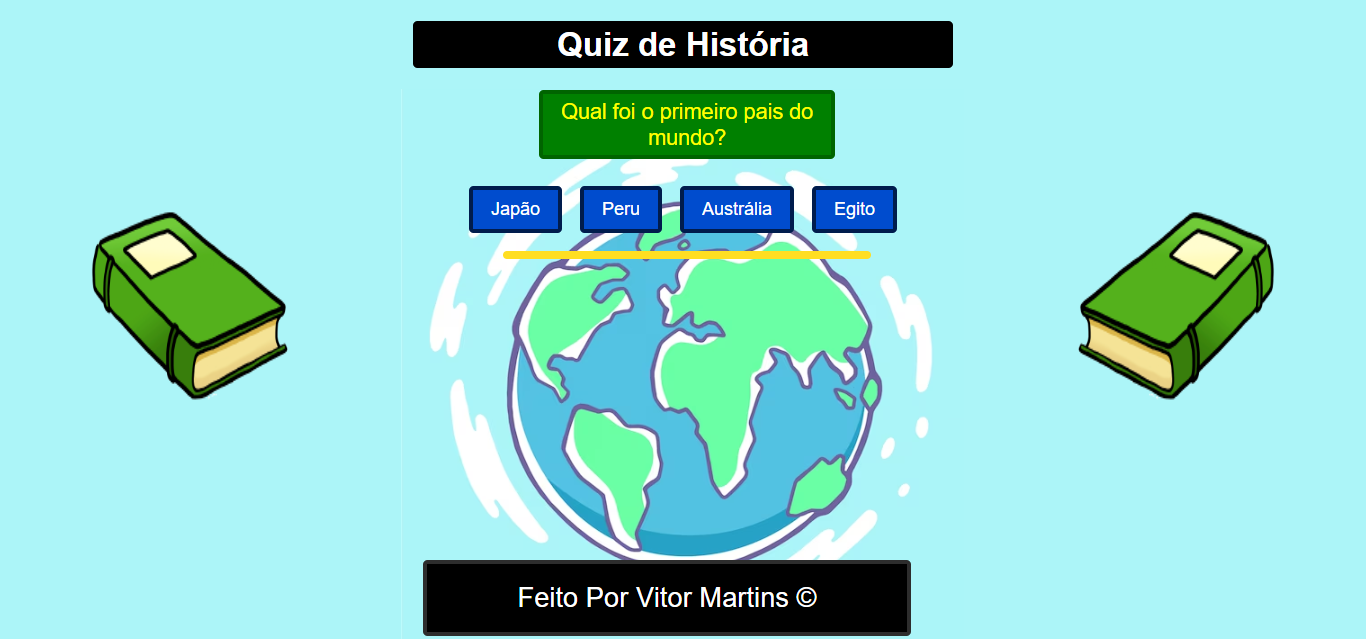 Quiz de História
Qual foi o primeiro pais do
mundo?
Japão
Peru
Austrália
Egito
Feito Por Vitor Martins ©